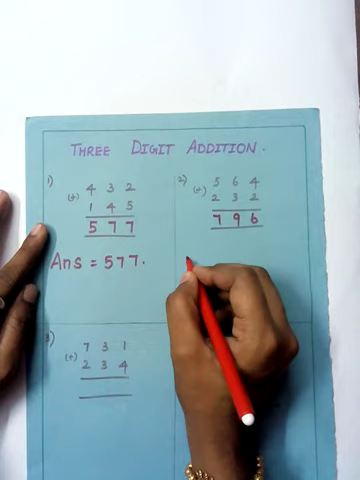 THREE DIGIT ADDITION.
1)
4 3 2
(+)
1 4 5
5 7 7
Ans = 577.
2)
5 6 4
(+)
2 3 2
7 9 6
3)
7 3 1
(+)
2 3 4